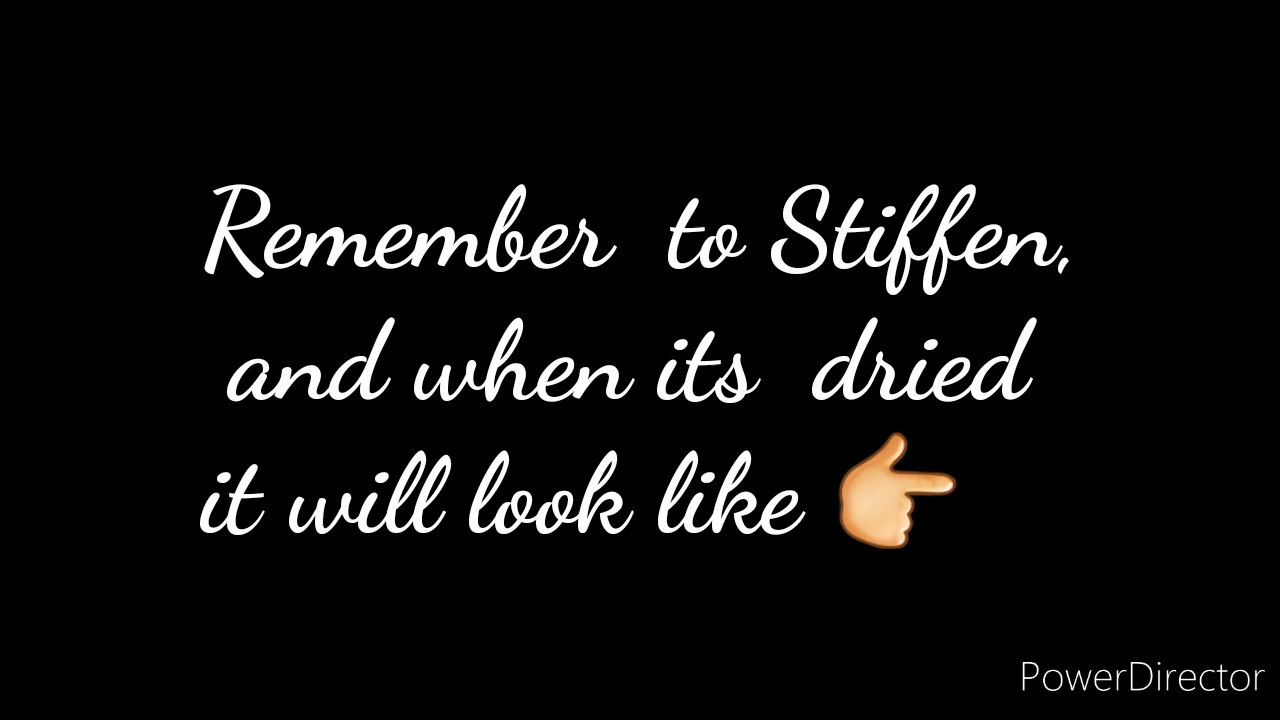 Remember to Stiffen,
and when its dried
it will look like 👉
PowerDirector